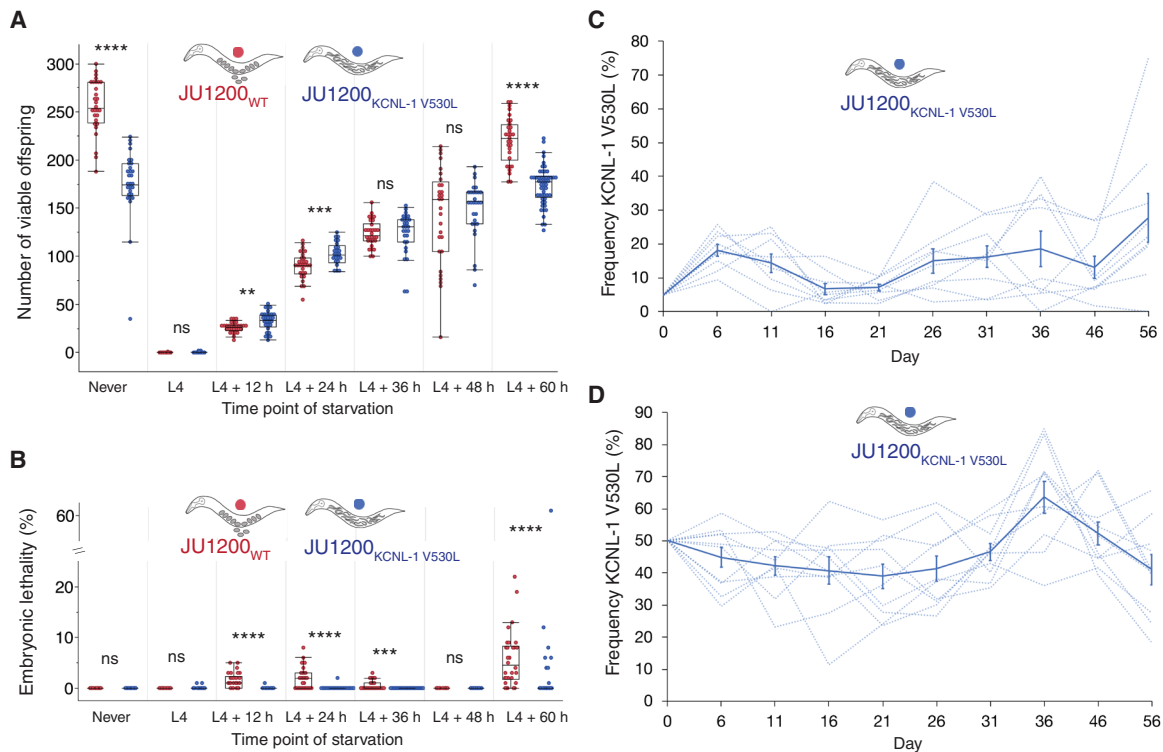 A
Number of viable offspring
300
250
200
150
100
50
0
JU1200WT
JU1200KCNL-1 V530L
****
ns
**
***
ns
ns
****
Never
L4
L4 + 12 h
L4 + 24 h
L4 + 36 h
L4 + 48 h
L4 + 60 h
Time point of starvation
B
Embryonic lethality (%)
60
20
10
0
JU1200WT
JU1200KCNL-1 V530L
ns
ns
****
****
***
ns
****
Never
L4
L4 + 12 h
L4 + 24 h
L4 + 36 h
L4 + 48 h
L4 + 60 h
Time point of starvation
C
Frequency KCNL-1 V530L (%)
80
70
60
50
40
30
20
10
0
JU1200KCNL-1 V530L
0 6 11 16 21 26 31 36 46 56
Day
D
Frequency KCNL-1 V530L (%)
90
80
70
60
50
40
30
20
10
0
JU1200KCNL-1 V530L
0 6 11 16 21 26 31 36 46 56
Day